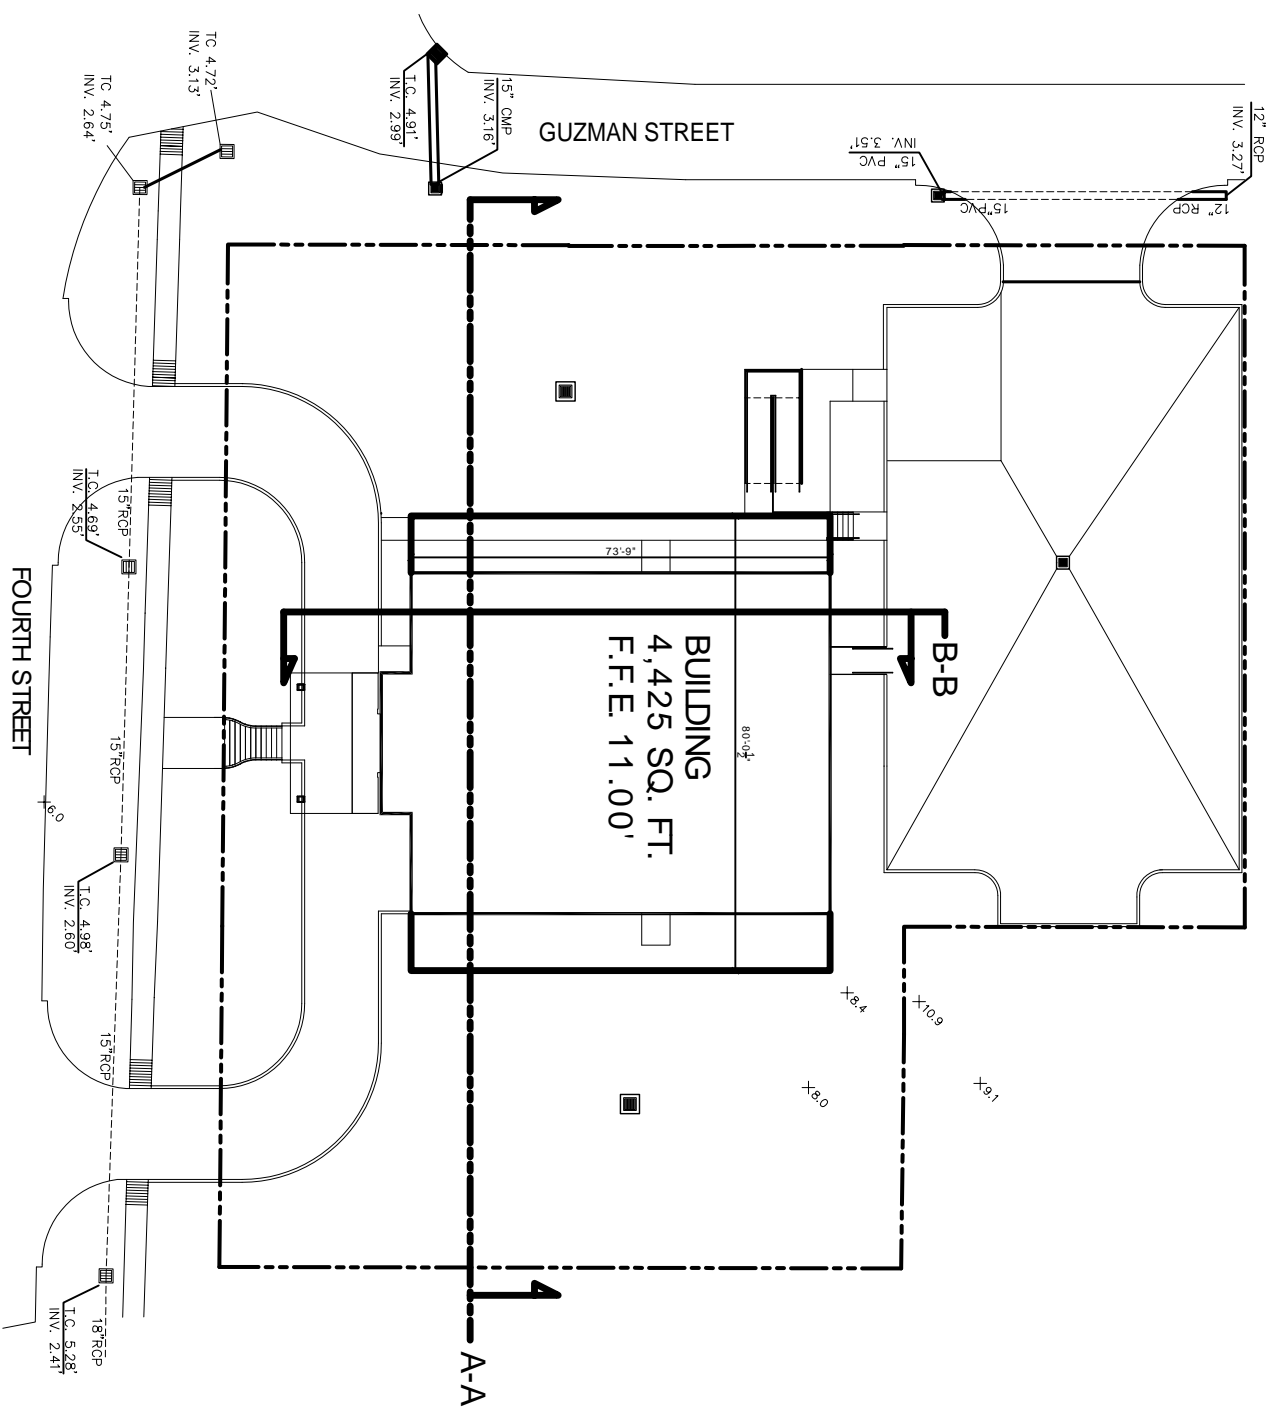 12" RCP
INV. 3.27'
TC 4.72'
INV. 3.13'
TC 4.75'
INV. 2.64'
T.C. 4.91'
INV. 2.99'
15" CMP
INV. 3.16'
GUZMAN STREET
15" PVC
INV. 3.51'
15"PVC
12" RCP
T.C. 4.69'
INV. 2.55'
15"RCP
73'-9"
FOURTH STREET
BUILDING
4,425 SQ. FT.
F.F.E. 11.00'
B-B
80'-0½"
15"RCP
6.0
T.C. 4.98'
INV. 2.60'
8.4
10.9
8.0
9.1
15"RCP
18"RCP
T.C. 5.28'
INV. 2.41'
A-A